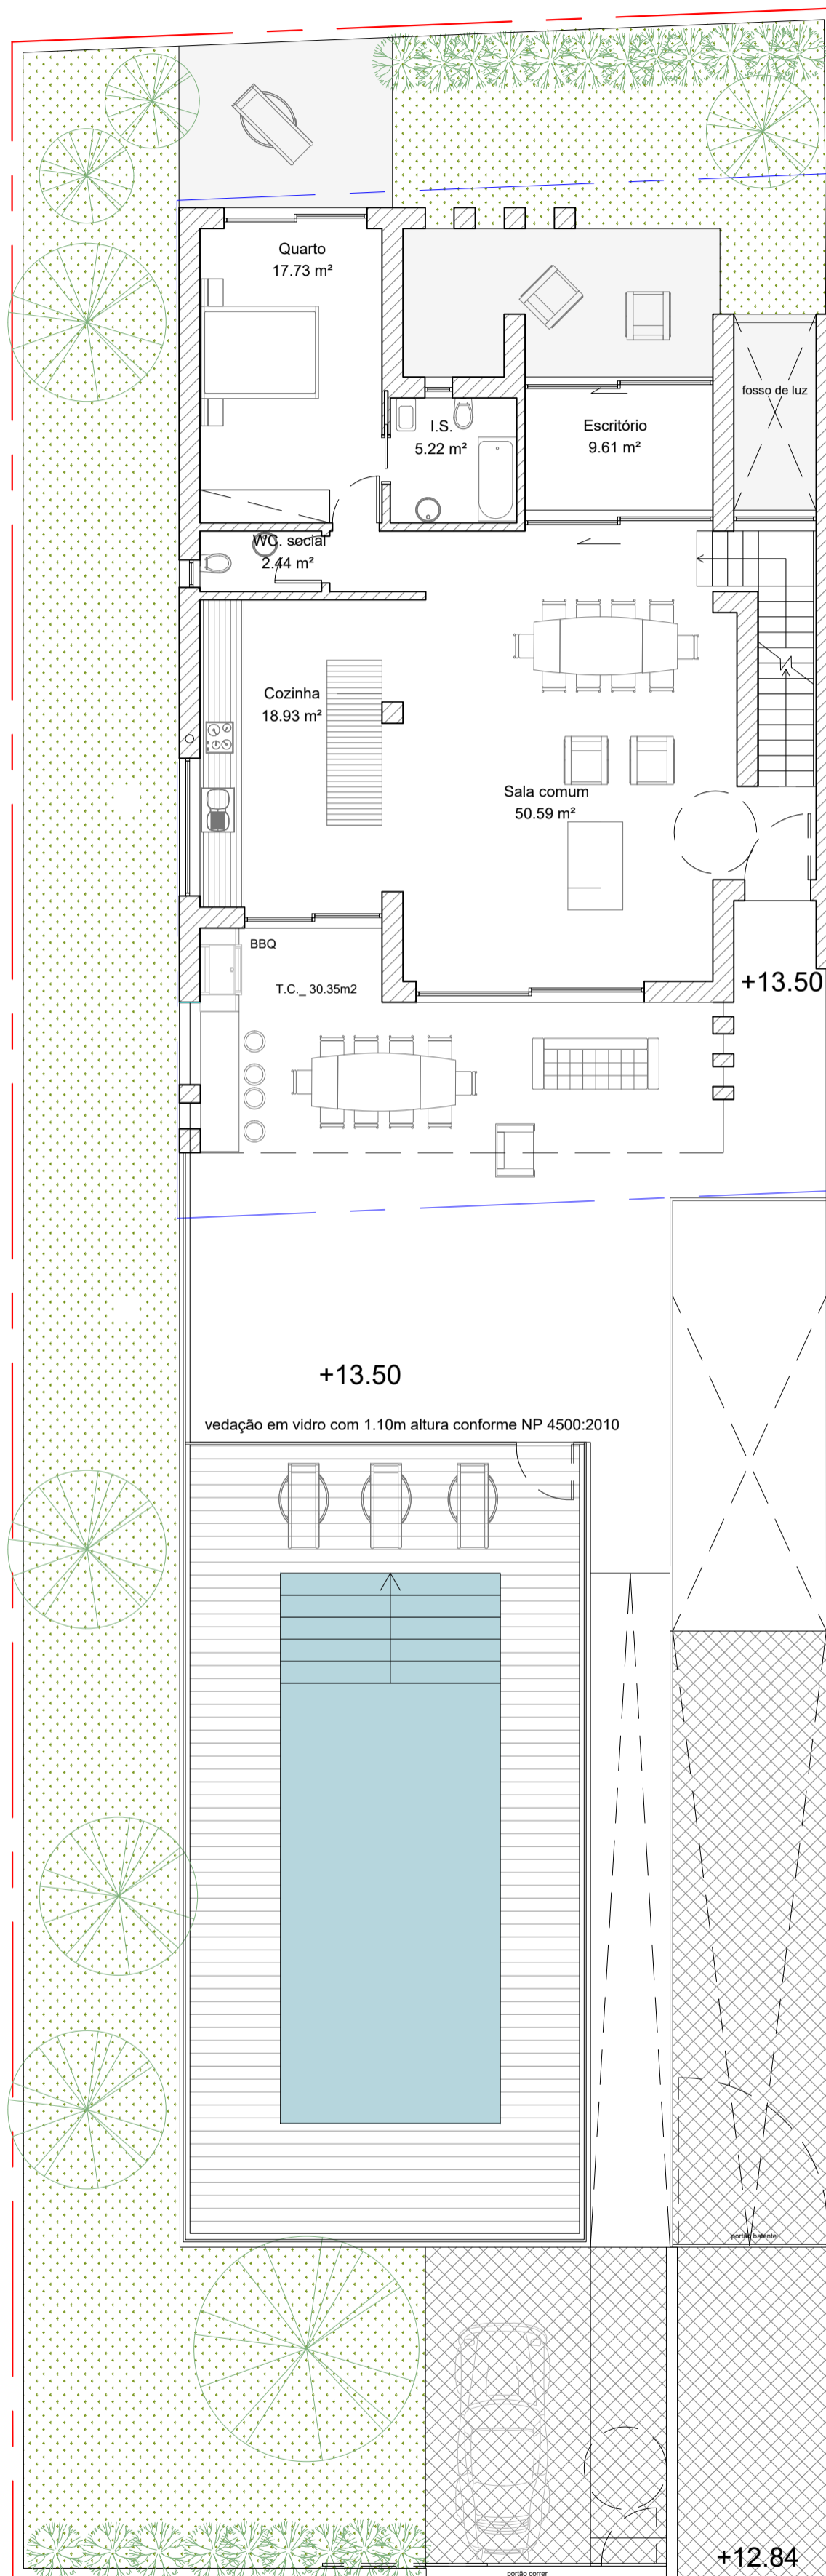 Quarto
17.73 m²
fosso de luz
I.S.
5.22 m²
Escritório
9.61 m²
WC. social
2.44 m²
Cozinha
18.93 m²
Sala comum
50.59 m²
BBQ
T.C._ 30.35m2
+13.50
+13.50
vedação em vidro com 1.10m altura conforme NP 4500:2010
portão batente
+12.84
portão correr